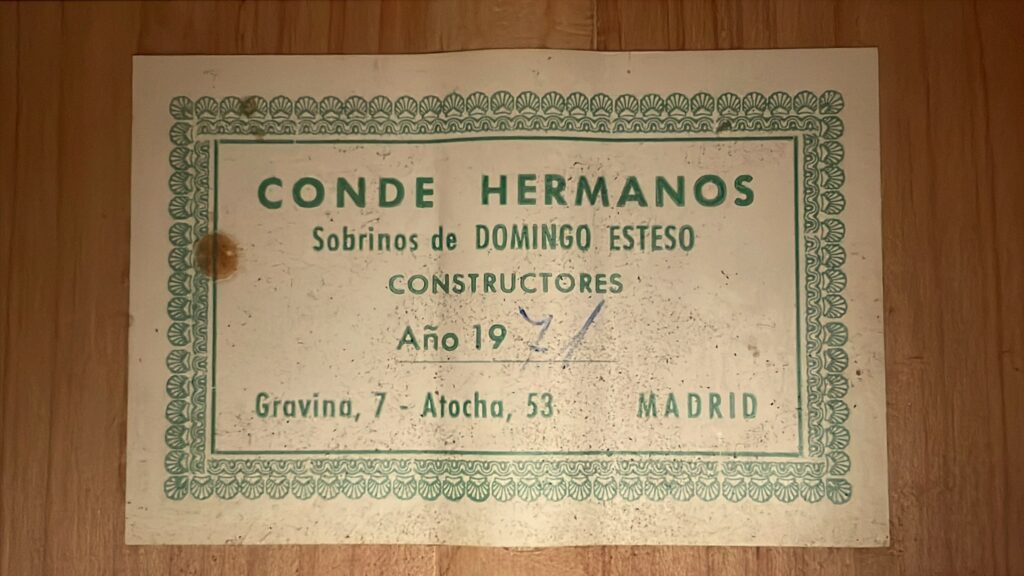 CONDE HERMANOS
Sobrinos de DOMINGO ESTESO
CONSTRUCTORES
Año 1971
Gravina, 7 - Atocha, 53 MADRID